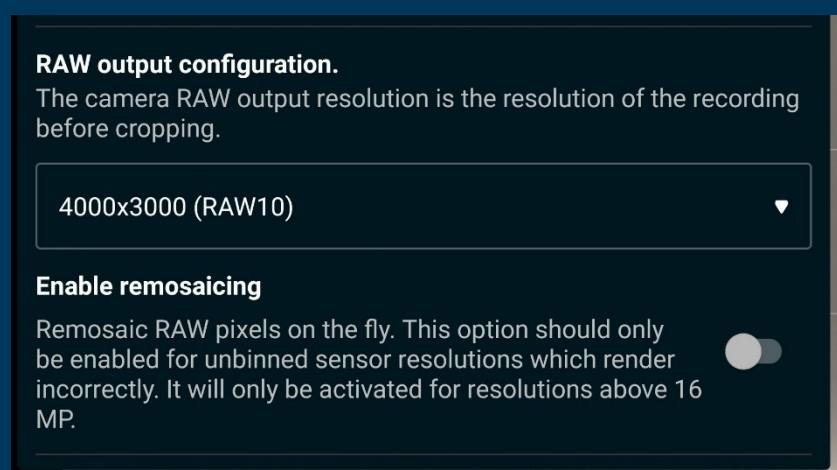 RAW output configuration.
The camera RAW output resolution is the resolution of the recording
before cropping.
4000x3000 (RAW10)
Enable remosaicing
Remosaic RAW pixels on the fly. This option should only
be enabled for unbinned sensor resolutions which render
incorrectly. It will only be activated for resolutions above 16
MP.